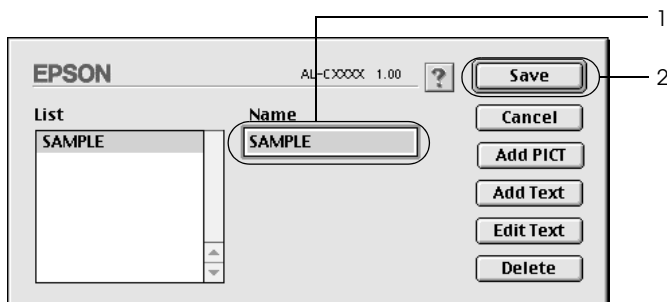 1
EPSON AL-CXXXX 1.00 ? Save 2
List Name Cancel
SAMPLE SAMPLE
Add PICT
Add Text
Edit Text
Delete